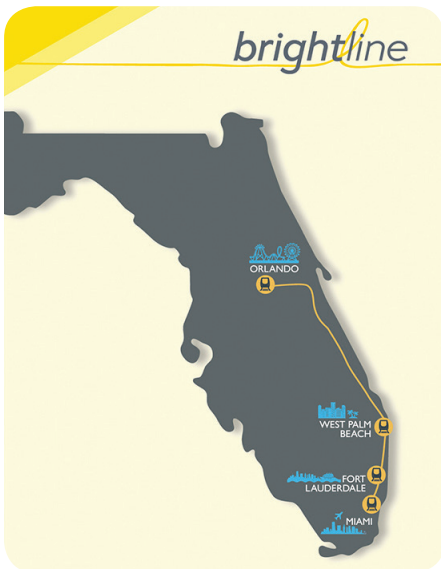 brightline
ORLANDO
WEST PALM
BEACH
FORT
LAUDERDALE
MIAMI